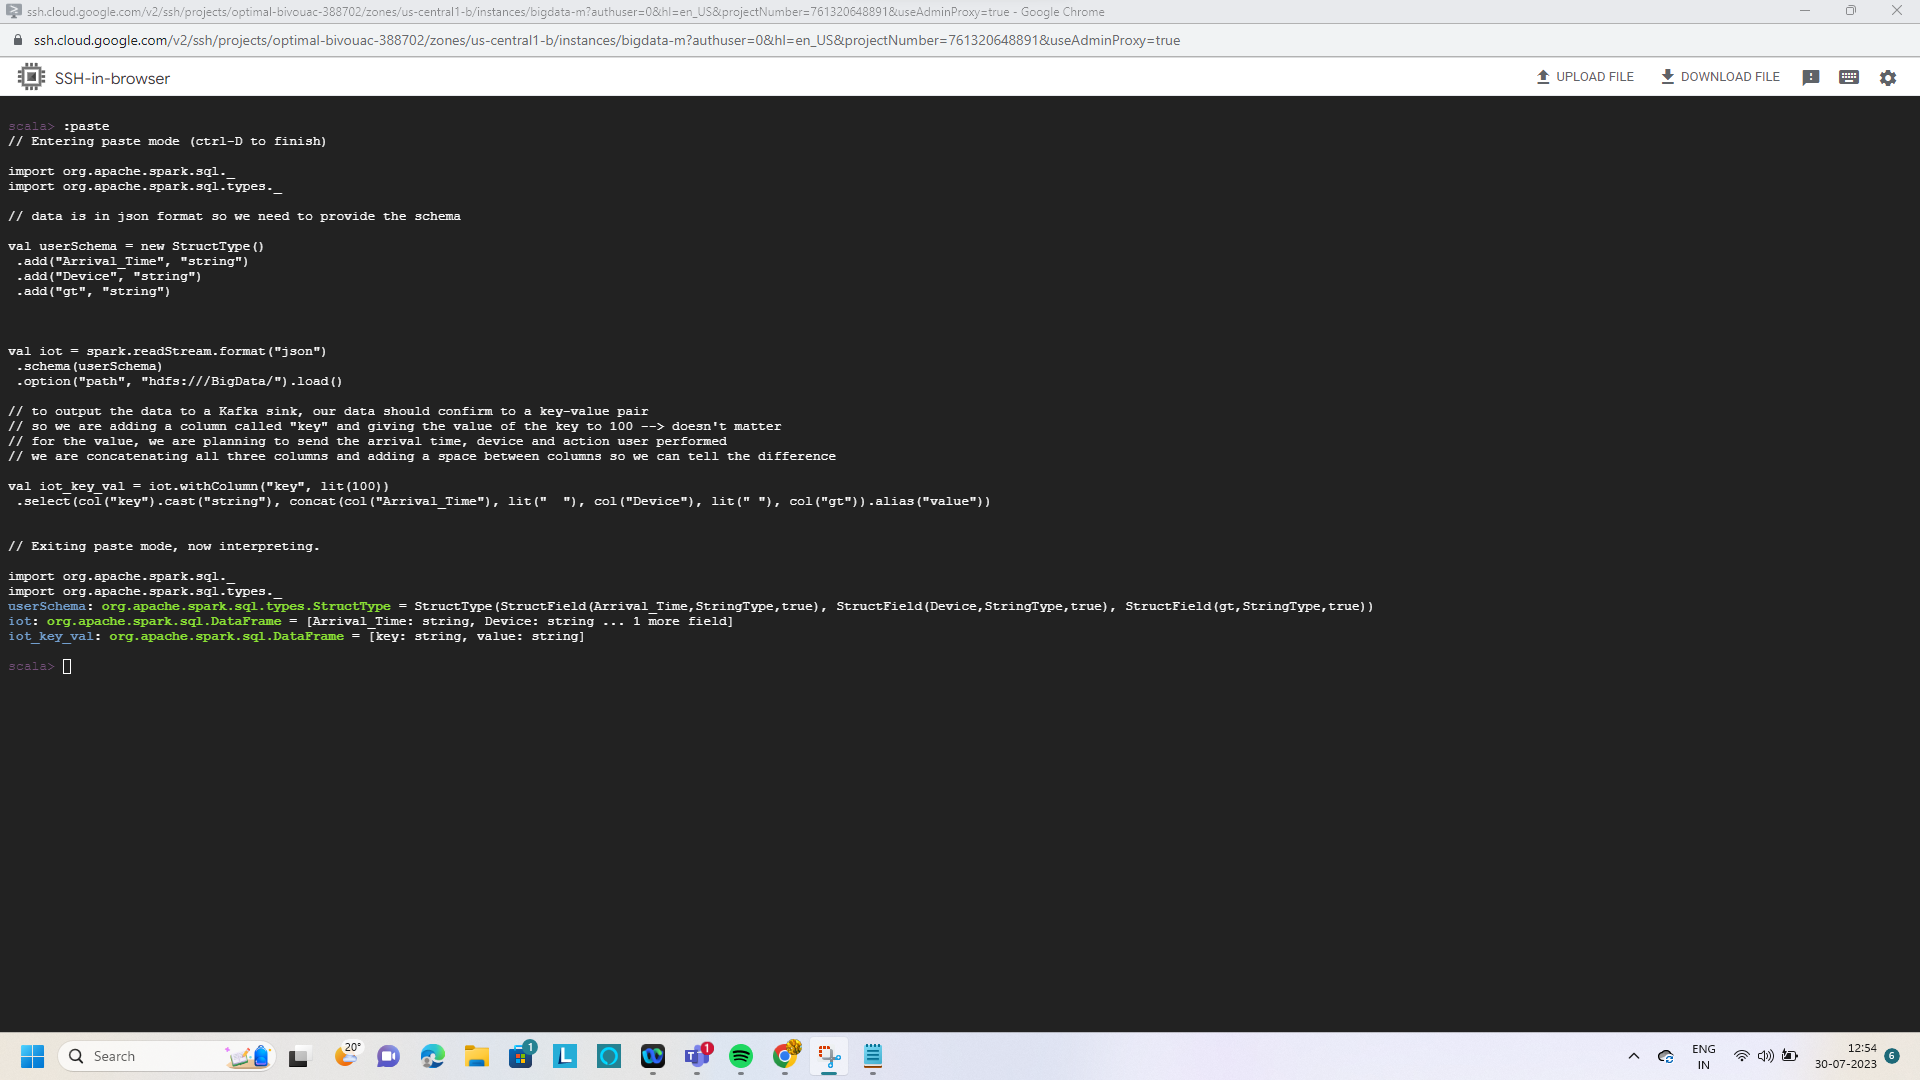 ssh.cloud.google.com/v2/ssh/projects/optimal-bivouac-388702/zones/us-central1-b/instances/bigdata-m?authuser=0&hl=en_US&projectNumber=761320648891&useAdminProxy=true - Google Chrome
ssh.cloud.google.com/v2/ssh/projects/optimal-bivouac-388702/zones/us-central1-b/instances/bigdata-m?authuser=0&hl=en_US&projectNumber=761320648891&useAdminProxy=true
SSH-in-browser UPLOAD FILE DOWNLOAD FILE
scala> :paste
// Entering paste mode (ctrl-D to finish)
import org.apache.spark.sql._
import org.apache.spark.sql.types._
// data is in json format so we need to provide the schema
val userSchema = new StructType()
 .add("Arrival_Time", "string")
 .add("Device", "string")
 .add("gt", "string")
val iot = spark.readStream.format("json")
 .schema(userSchema)
 .option("path", "hdfs:///BigData/").load()
// to output the data to a Kafka sink, our data should confirm to a key-value pair
// so we are adding a column called "key" and giving the value of the key to 100 --> doesn't matter
// for the value, we are planning to send the arrival time, device and action user performed
// we are concatenating all three columns and adding a space between columns so we can tell the difference
val iot_key_val = iot.withColumn("key", lit(100))
 .select(col("key").cast("string"), concat(col("Arrival_Time"), lit("  "), col("Device"), lit(" "), col("gt")).alias("value"))
// Exiting paste mode, now interpreting.
import org.apache.spark.sql._
import org.apache.spark.sql.types._
userSchema: org.apache.spark.sql.types.StructType = StructType(StructField(Arrival_Time,StringType,true), StructField(Device,StringType,true), StructField(gt,StringType,true))
iot: org.apache.spark.sql.DataFrame = [Arrival_Time: string, Device: string ... 1 more field]
iot_key_val: org.apache.spark.sql.DataFrame = [key: string, value: string]
scala>
Search 20° 1 L 1 ENG 12:54 6
IN 30-07-2023